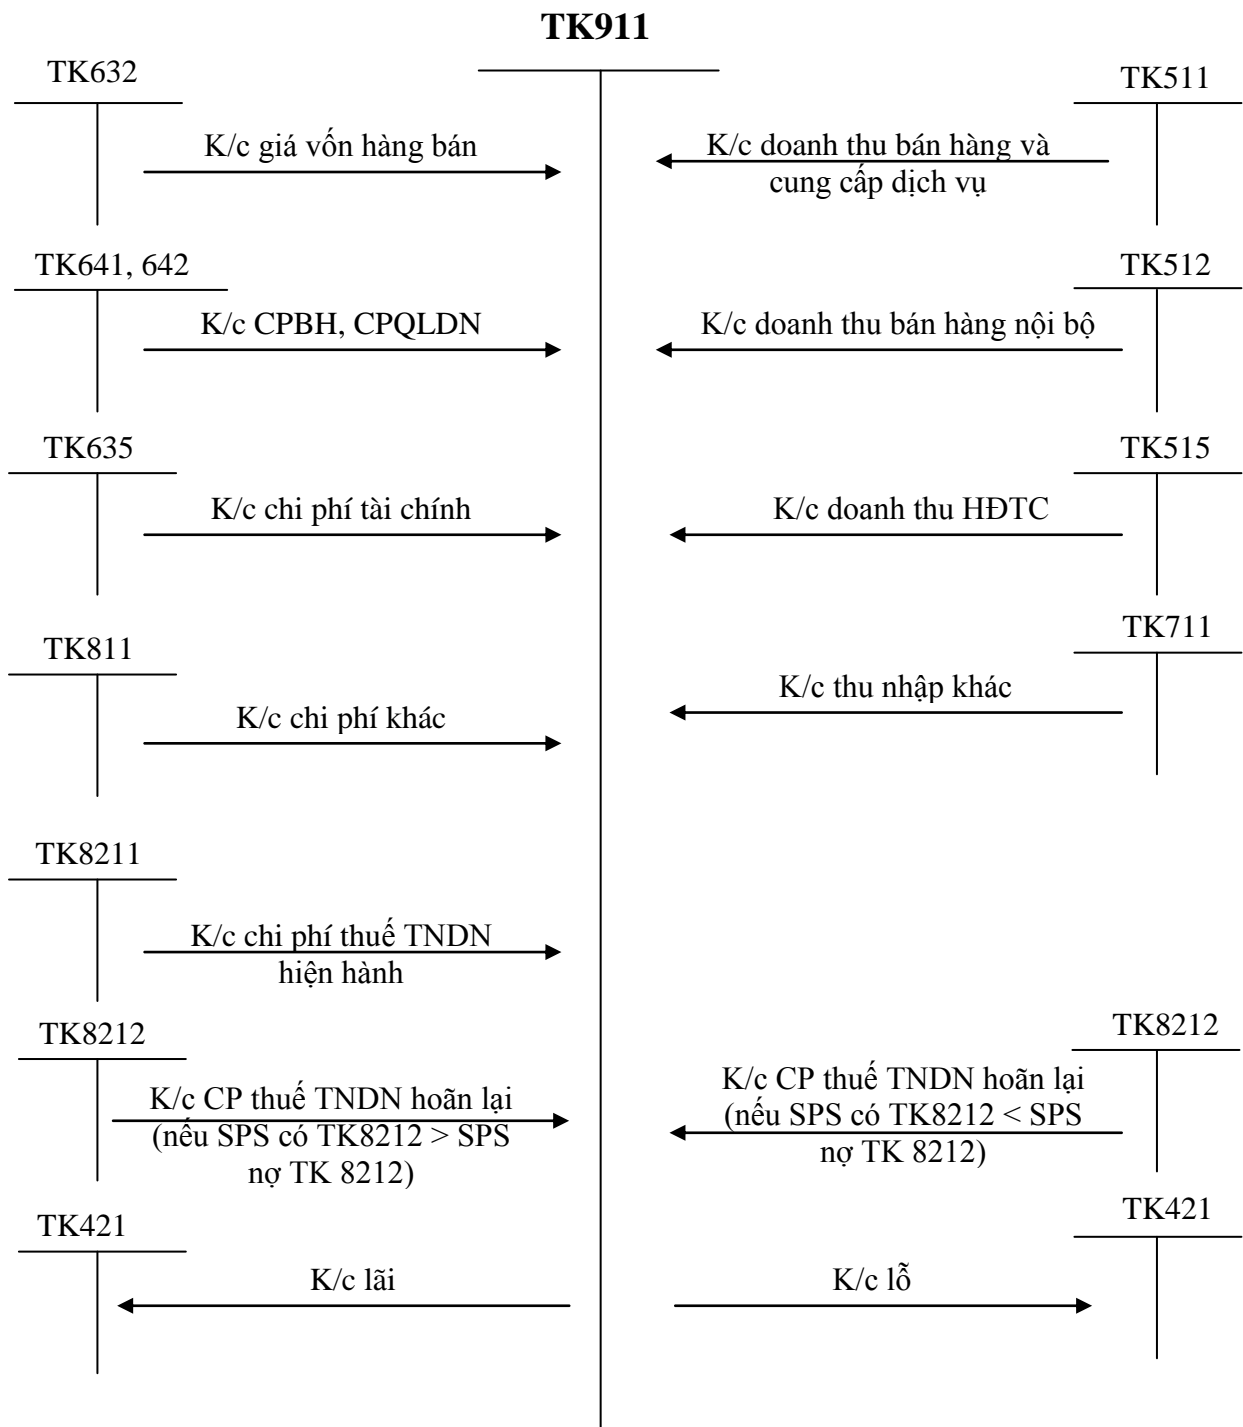 TK911
TK632
TK511
K/c giá vốn hàng bán
K/c doanh thu bán hàng và
cung cấp dịch vụ
TK641, 642
TK512
K/c CPBH, CPQLDN
K/c doanh thu bán hàng nội bộ
TK635
TK515
K/c chi phí tài chính
K/c doanh thu HĐTC
TK811
TK711
K/c chi phí khác
K/c thu nhập khác
TK8211
K/c chi phí thuế TNDN
hiện hành
TK8212
TK8212
K/c CP thuế TNDN hoãn lại
(nếu SPS có TK8212 > SPS
nợ TK 8212)
K/c CP thuế TNDN hoãn lại
(nếu SPS có TK8212 < SPS
nợ TK 8212)
TK421
TK421
K/c lãi
K/c lỗ